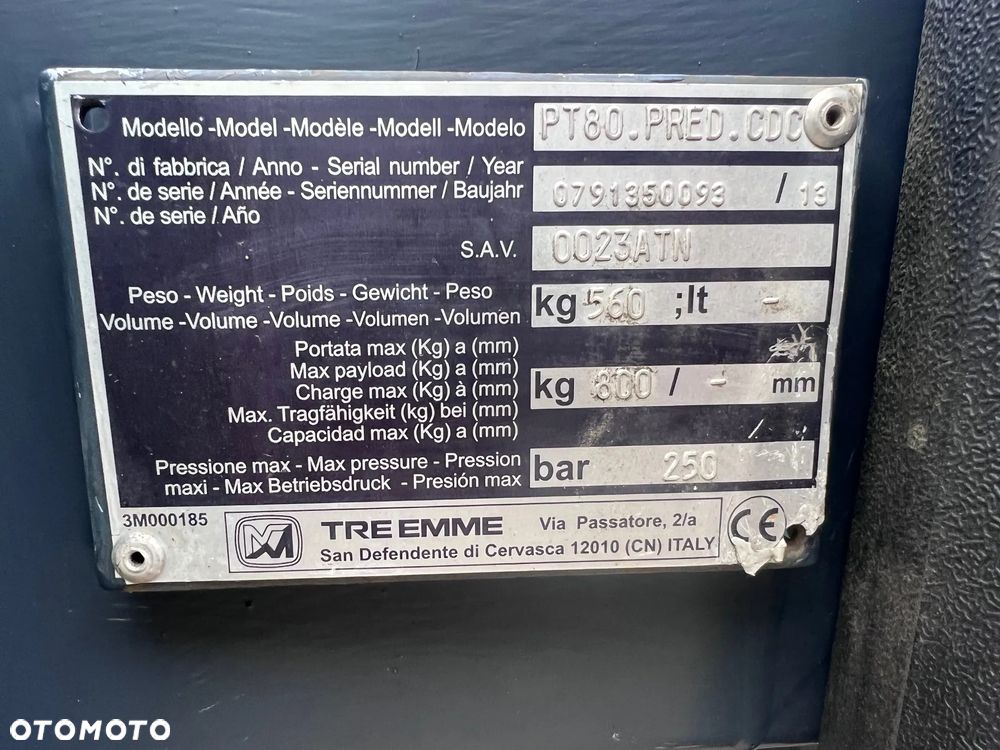 Modello -Model -Modèle -Modell -Modelo PT80.PRED.CDC
N°. di fabbrica / Anno - Serial number / Year
N°. de serie / Année - Seriennummer / Baujahr 0791350093 / 13
N°. de serie / Año
S.A.V. 0023ATN
Peso - Weight - Poids - Gewicht - Peso kg 560 ;lt -
Volume -Volume -Volume -Volumen -Volumen
Portata max (Kg) a (mm)
Max payload (Kg) a (mm)
Charge max (Kg) à (mm) kg 800 / - mm
Max. Tragfähigkeit (kg) bei (mm)
Capacidad max (Kg) a (mm)
Pressione max - Max pressure - Pression bar 250
maxi - Max Betriebsdruck - Presión max
3M000185
TRE EMME Via Passatore, 2/a
San Defendente di Cervasca 12010 (CN) ITALY
CE
OTOMOTO